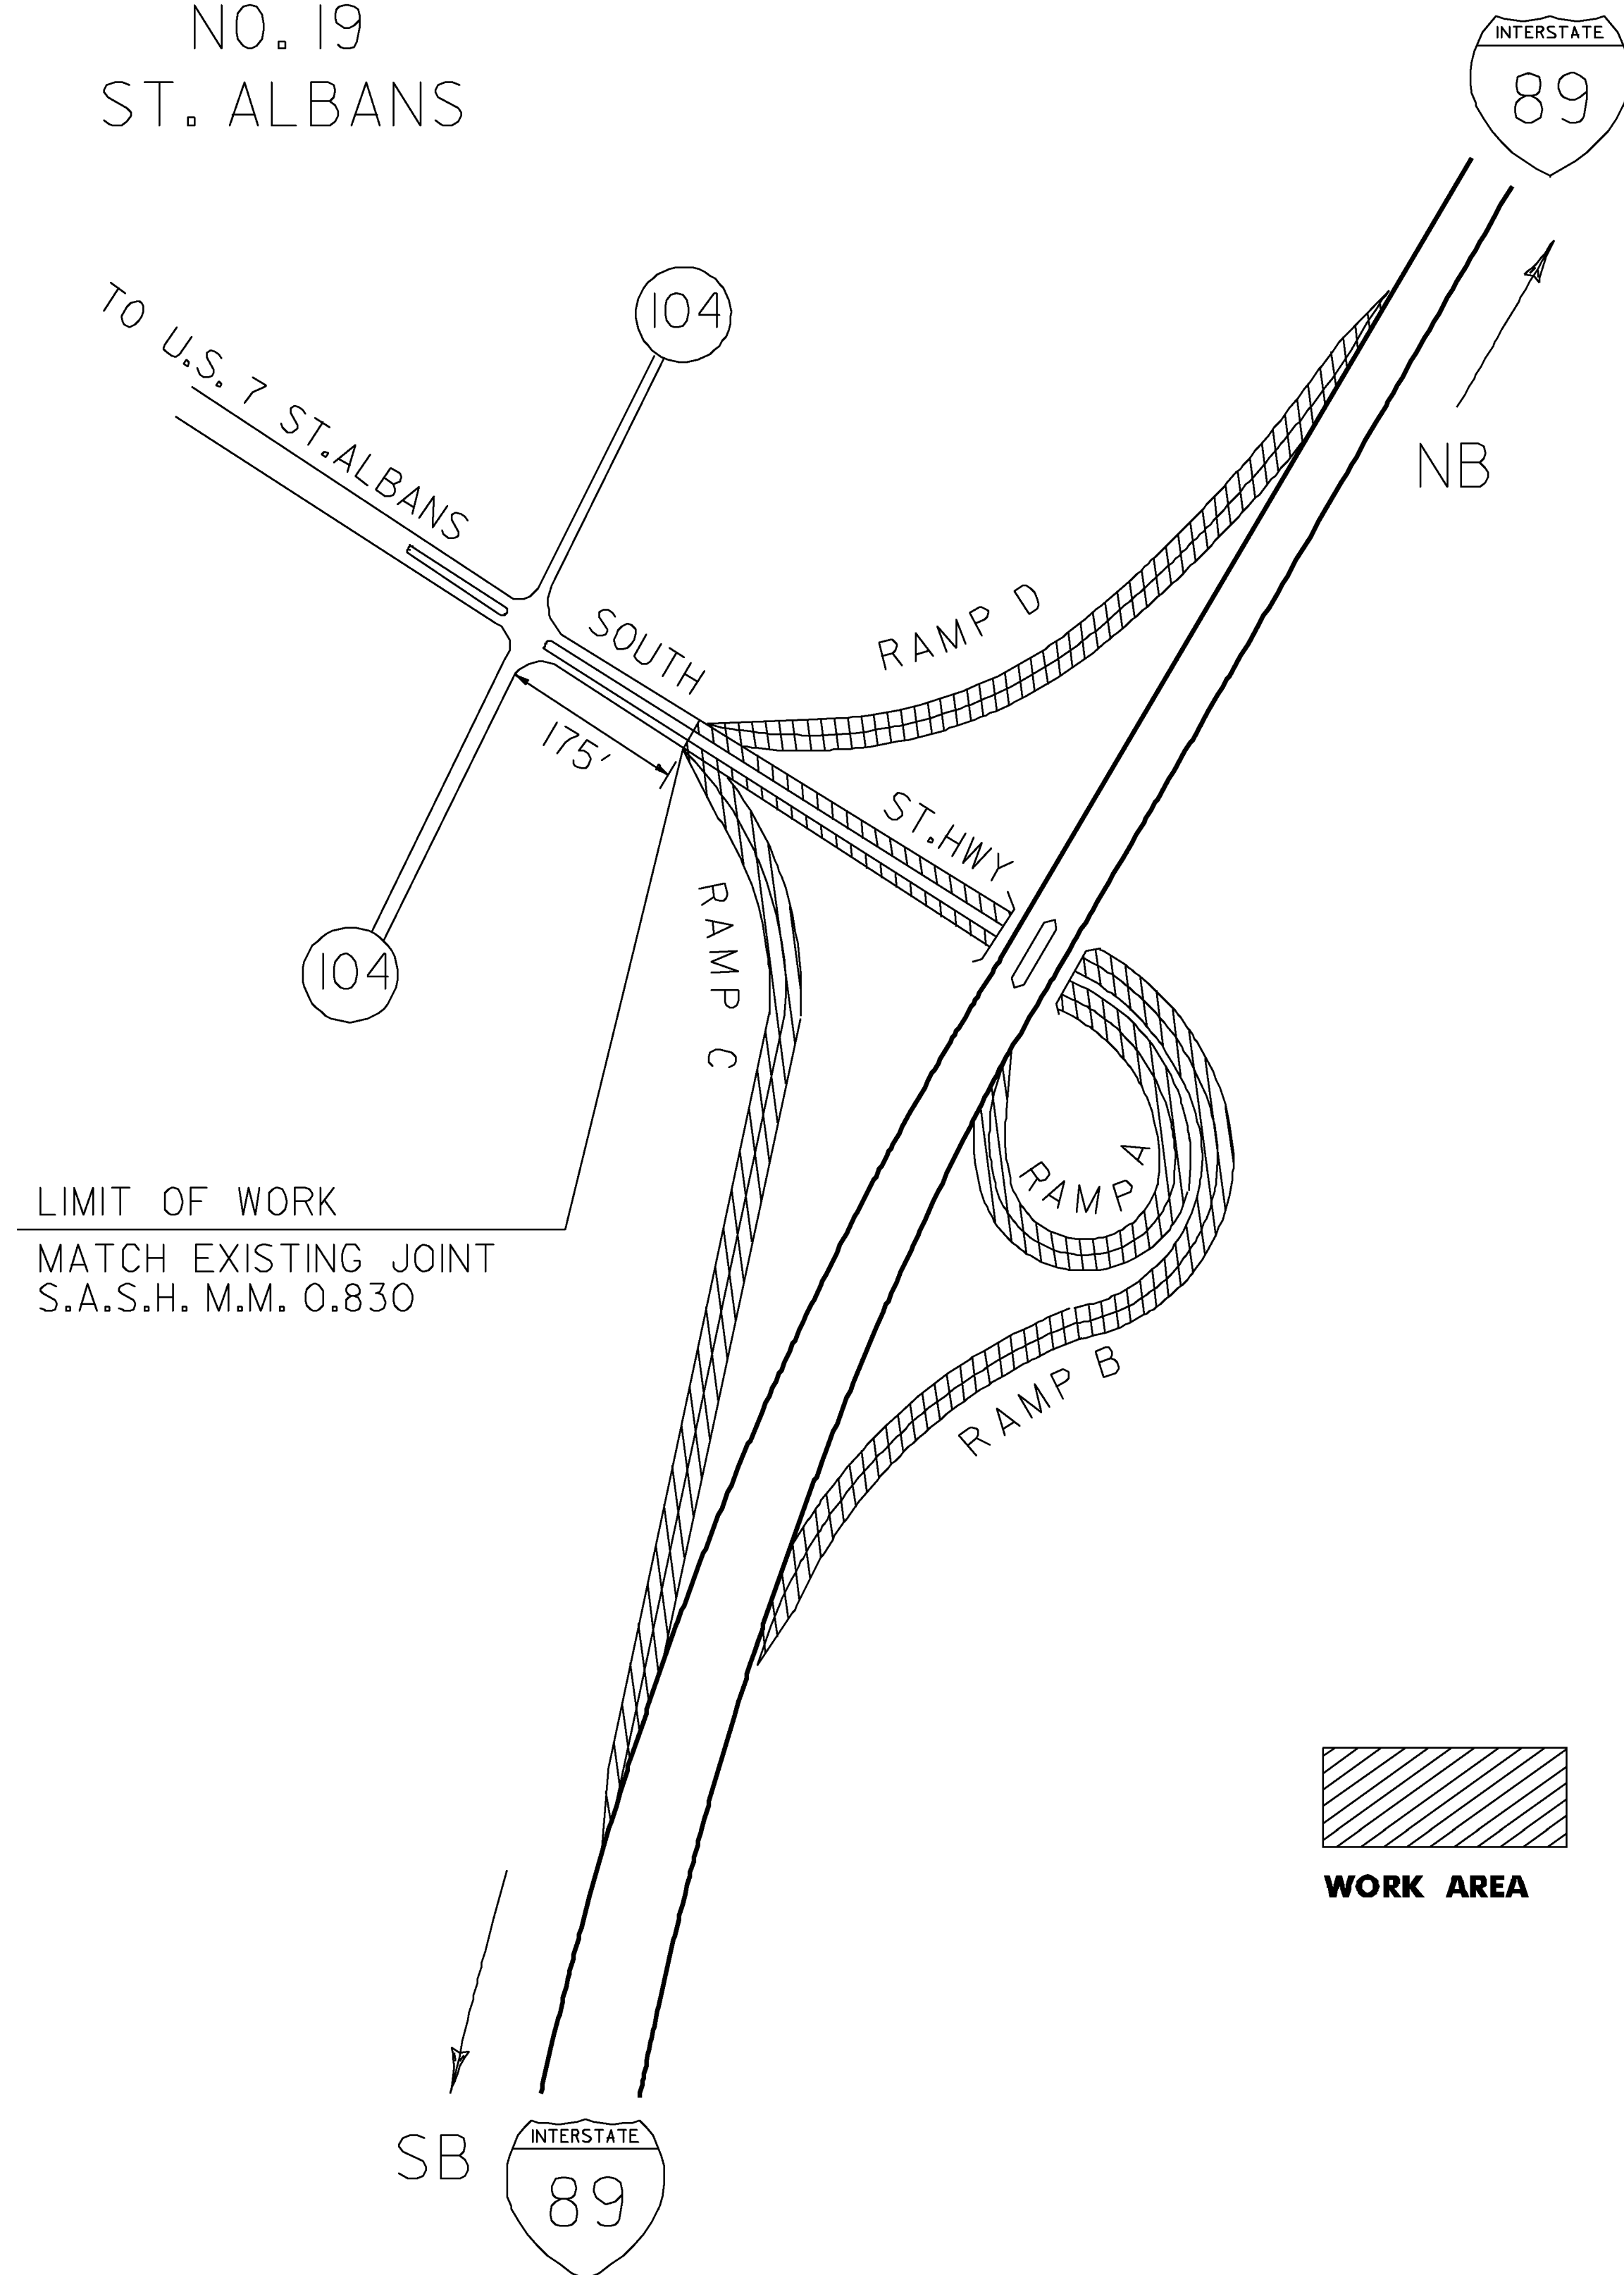 NO. 19
ST. ALBANS
INTERSTATE
89
104
TO U.S. 7 ST.ALBANS
NB
SOUTH
RAMP D
175'
ST.HWY
RAMP C
104
RAMP A
LIMIT OF WORK
MATCH EXISTING JOINT
S.A.S.H. M.M. 0.830
RAMP B
WORK AREA
SB
INTERSTATE
89